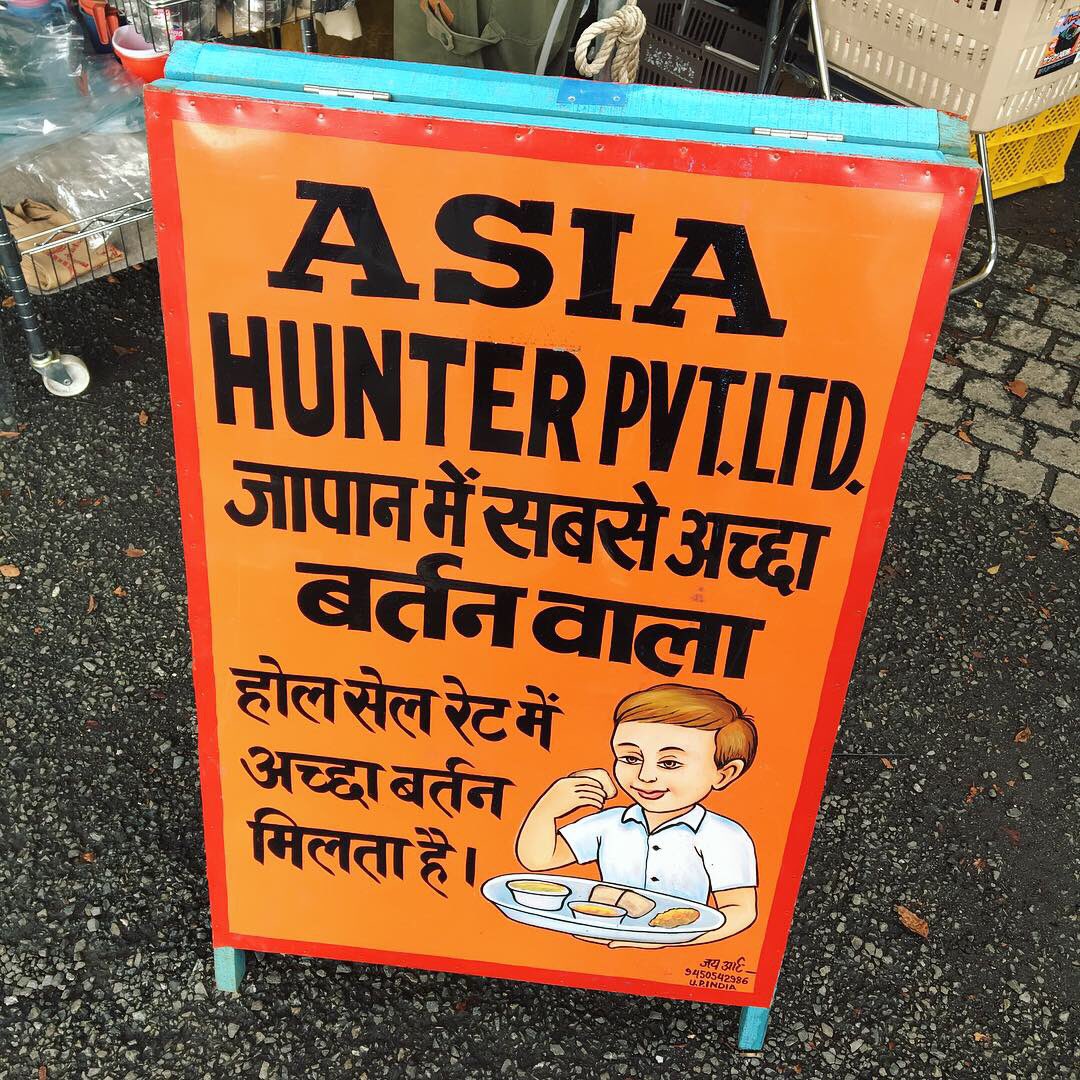 ASIA
HUNTER PVT.LTD.
जापान में सबसे अच्छा
बर्तन वाला
होल सेल रेट में
अच्छा बर्तन
मिलता है।
जय आर्ट
9450542986
U.P.INDIA